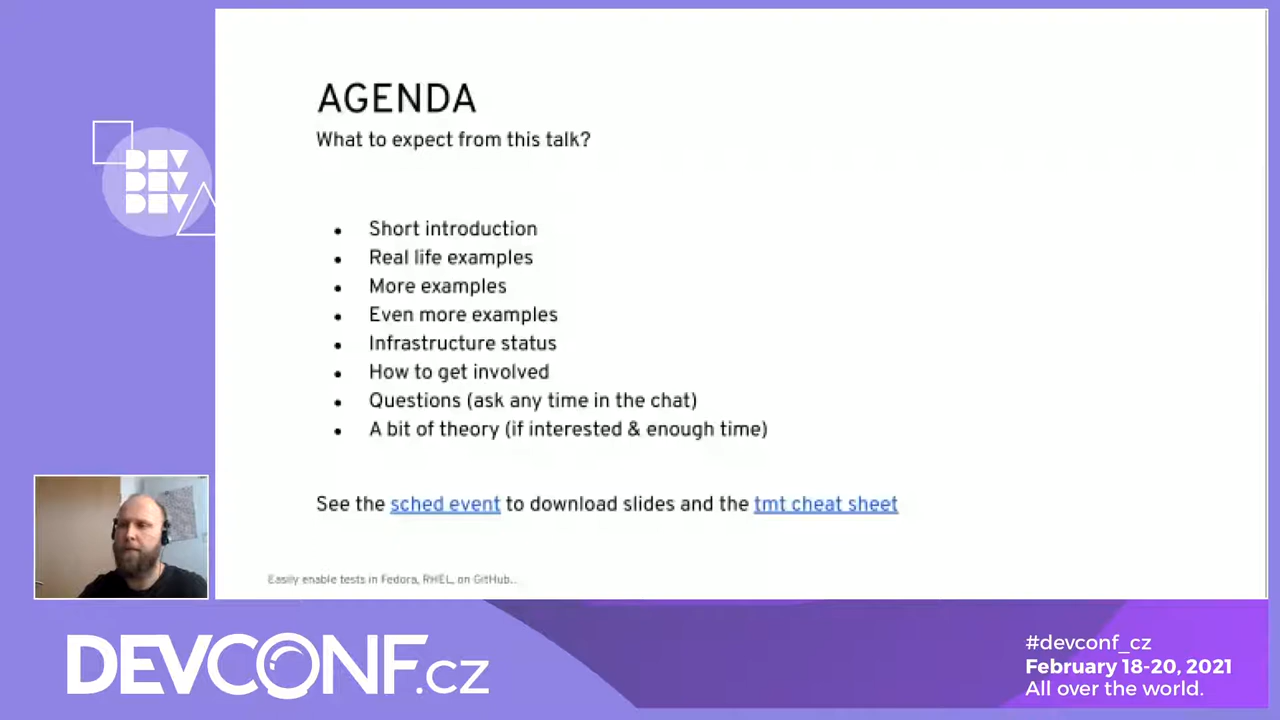 AGENDA
What to expect from this talk?
Short introduction
Real life examples
More examples
Even more examples
Infrastructure status
How to get involved
Questions (ask any time in the chat)
A bit of theory (if interested & enough time)
See the sched event to download slides and the tmt cheat sheet
Easily enable tests in Fedora, RHEL, on GitHub...
DEV
DEV
DEV
DEVCONF.cz
#devconf_cz
February 18-20, 2021
All over the world.